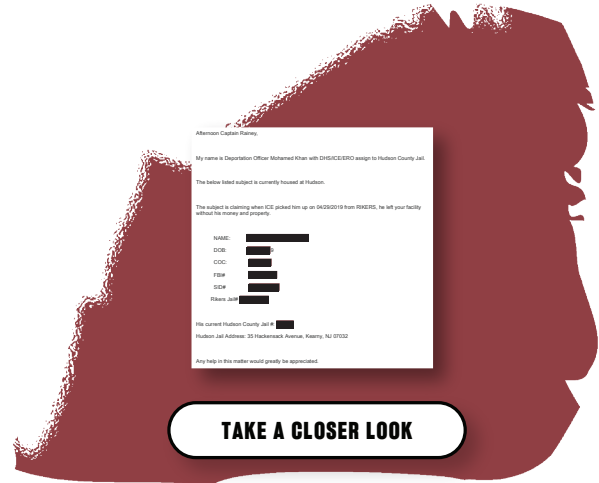 Afternoon Captain Rainey,
My name is Deportation Officer Mohamed Khan with DHS/ICE/ERO assign to Hudson County Jail.
The below listed subject is currently housed at Hudson.
The subject is claiming when ICE picked him up on 04/29/2019 from RIKERS, he left your facility
without his money and property.
NAME:
DOB:
COC:
FBI#
SID#
Rikers Jail#
His current Hudson County Jail #:
Hudson Jail Address: 35 Hackensack Avenue, Kearny, NJ 07032
Any help in this matter would greatly be appreciated.
TAKE A CLOSER LOOK